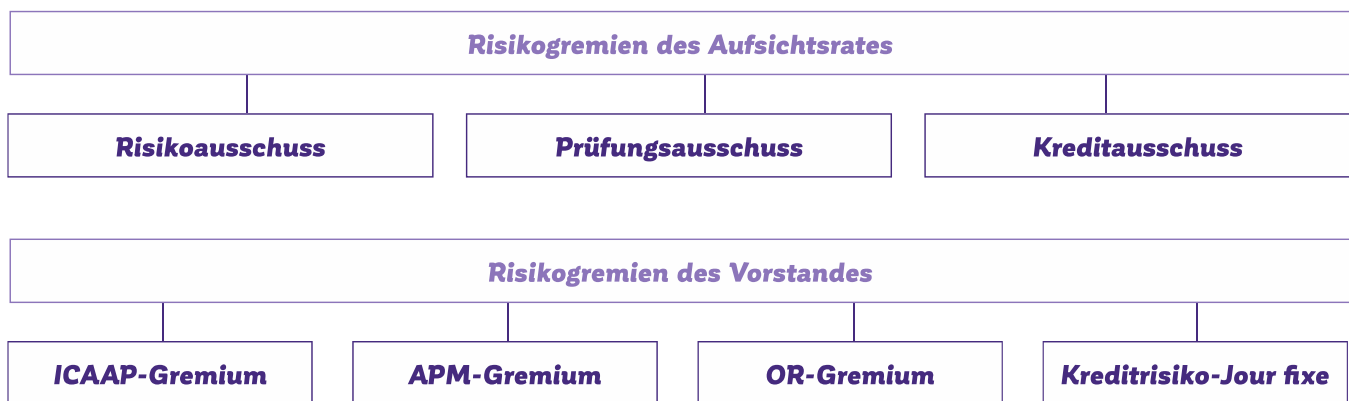 Risikogremien des Aufsichtsrates
Risikoausschuss
Prüfungsausschuss
Kreditausschuss
Risikogremien des Vorstandes
ICAAP-Gremium
APM-Gremium
OR-Gremium
Kreditrisiko-Jour fixe